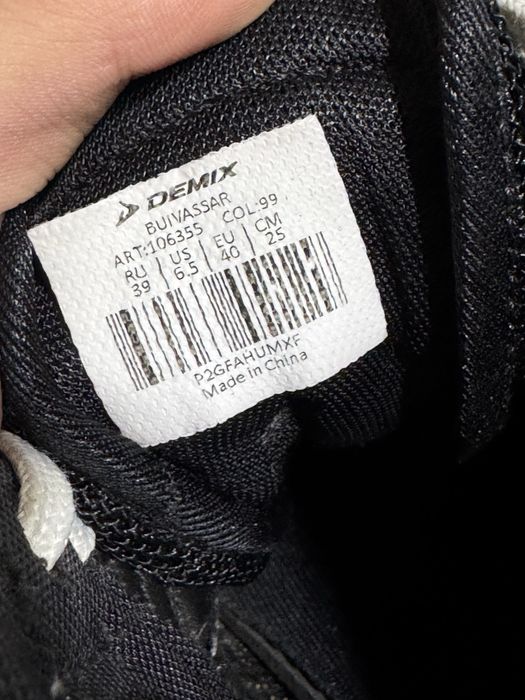 DEMIX
BUIVASSAR
ART:106355 COL:99
RU | US | EU | CM
39 | 6.5 | 40 | 25
P2GFAHUMXF
Made in China